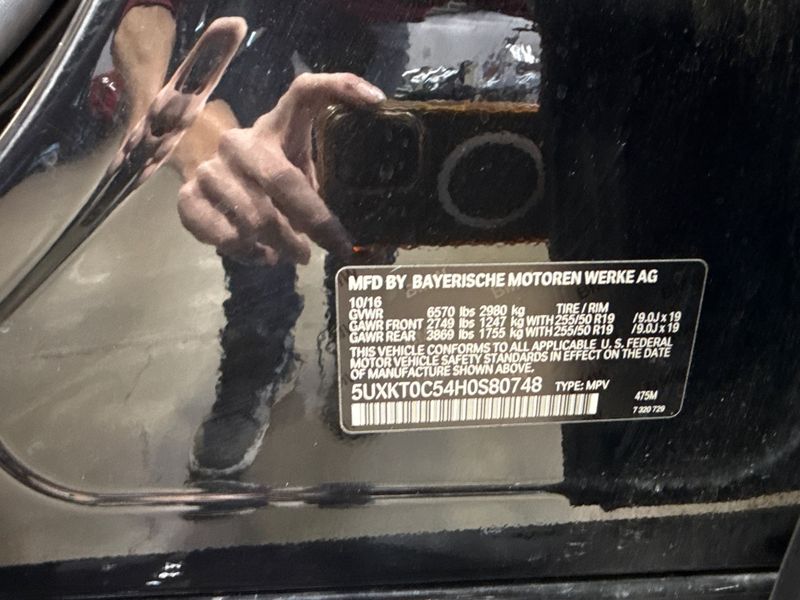 MFD BY BAYERISCHE MOTOREN WERKE AG
10/16
GVWR 6570 lbs 2980 kg TIRE / RIM
GAWR FRONT 2749 lbs 1247 kg WITH 255/50 R19 /9.0J x 19
GAWR REAR 3869 lbs 1755 kg WITH 255/50 R19 /9.0J x 19
THIS VEHICLE CONFORMS TO ALL APPLICABLE U.S. FEDERAL
MOTOR VEHICLE SAFETY STANDARDS IN EFFECT ON THE DATE
OF MANUFACTURE SHOWN ABOVE.
5UXKT0C54H0S80748 TYPE: MPV 475M
7 320 729